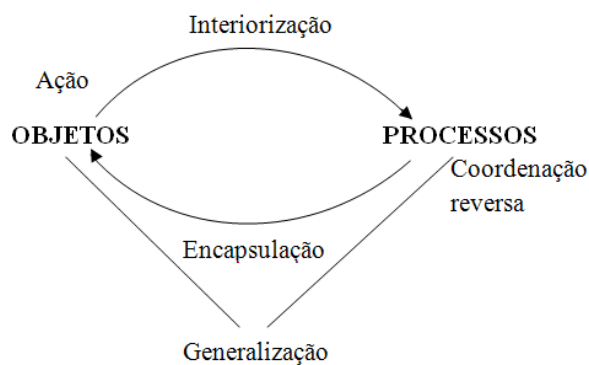 Interiorização
Ação
OBJETOS
PROCESSOS
Coordenação
reversa
Encapsulação
Generalização